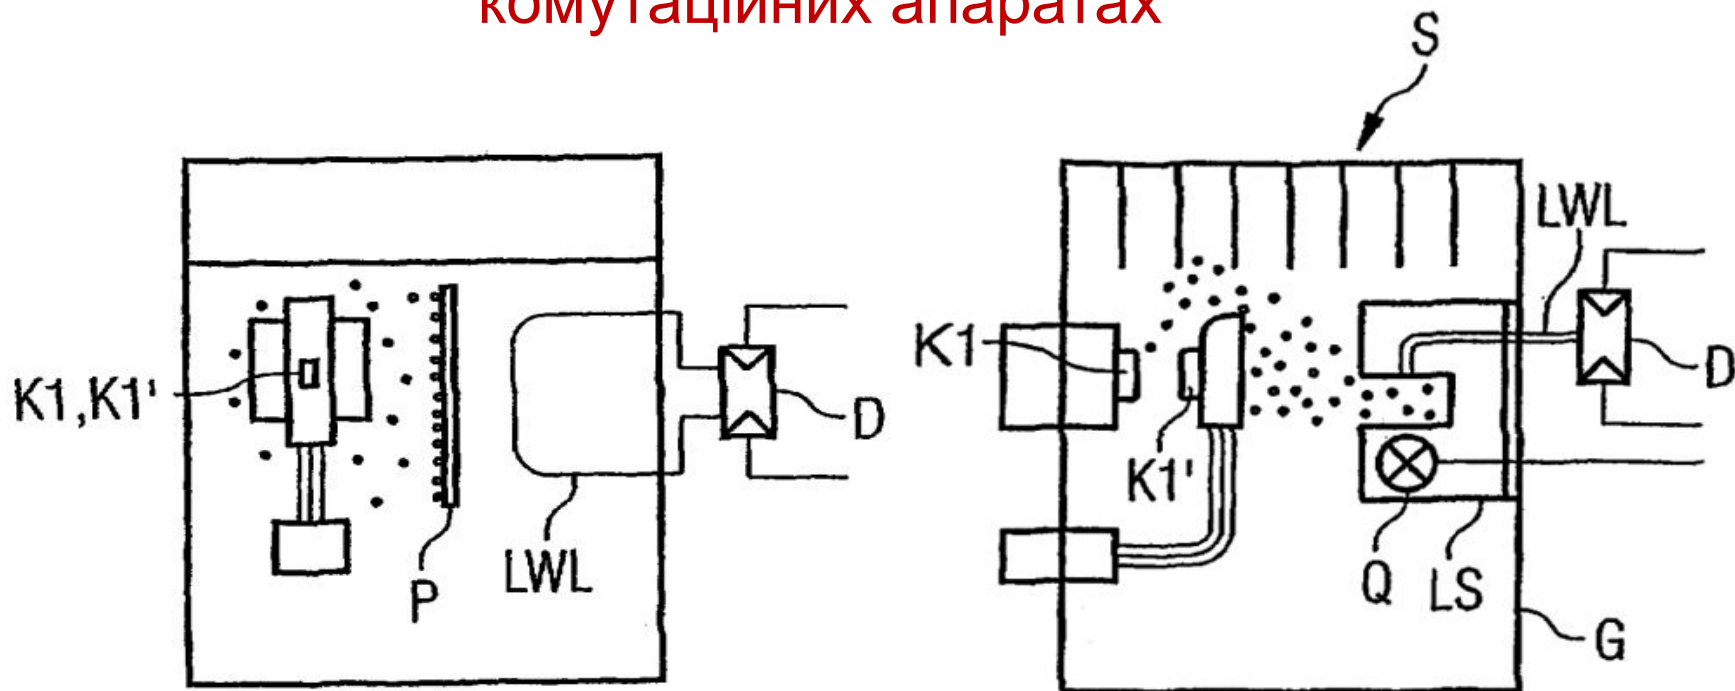 комутаційних апаратах
S
LWL
K1
D
K1,K1'
D
K1'
P
LWL
Q
LS
G